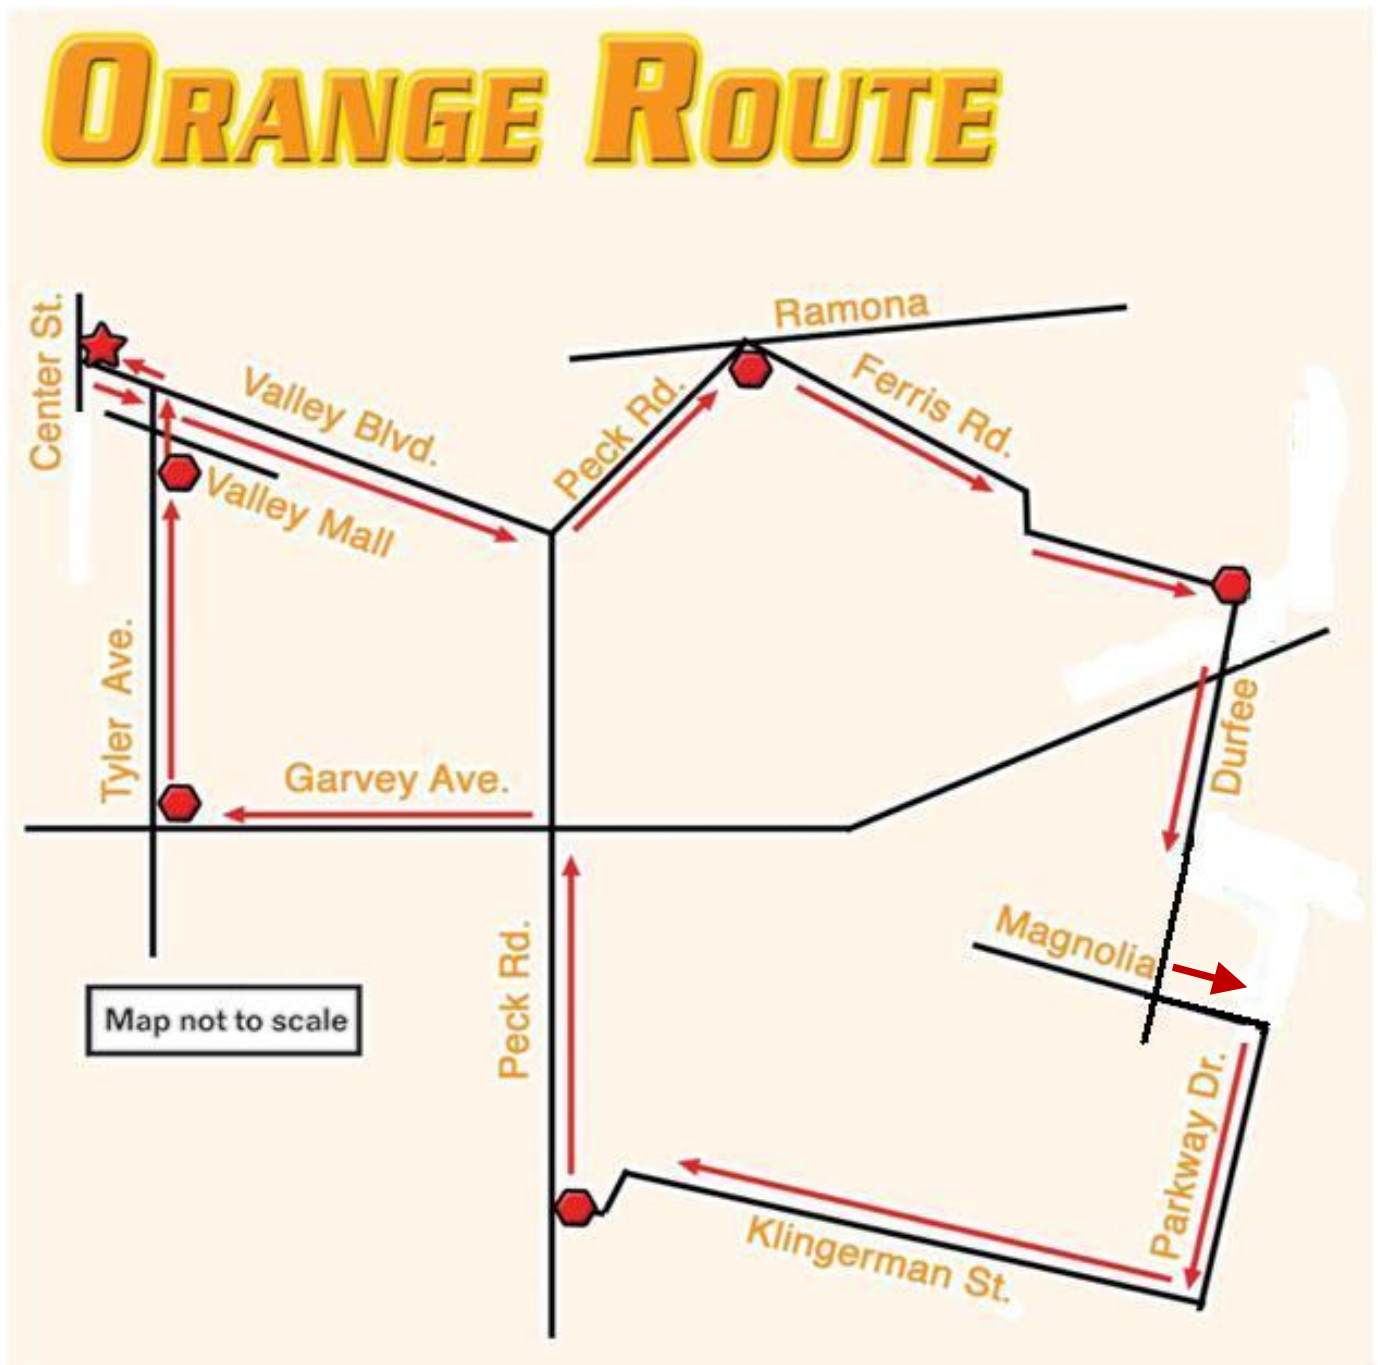 ORANGE ROUTE
Ramona
Center St.
Valley Blvd.
Peck Rd.
Ferris Rd.
Valley Mall
Tyler Ave.
Garvey Ave.
Durfee
Magnolia
Peck Rd.
Map not to scale
Parkway Dr.
Klingerman St.